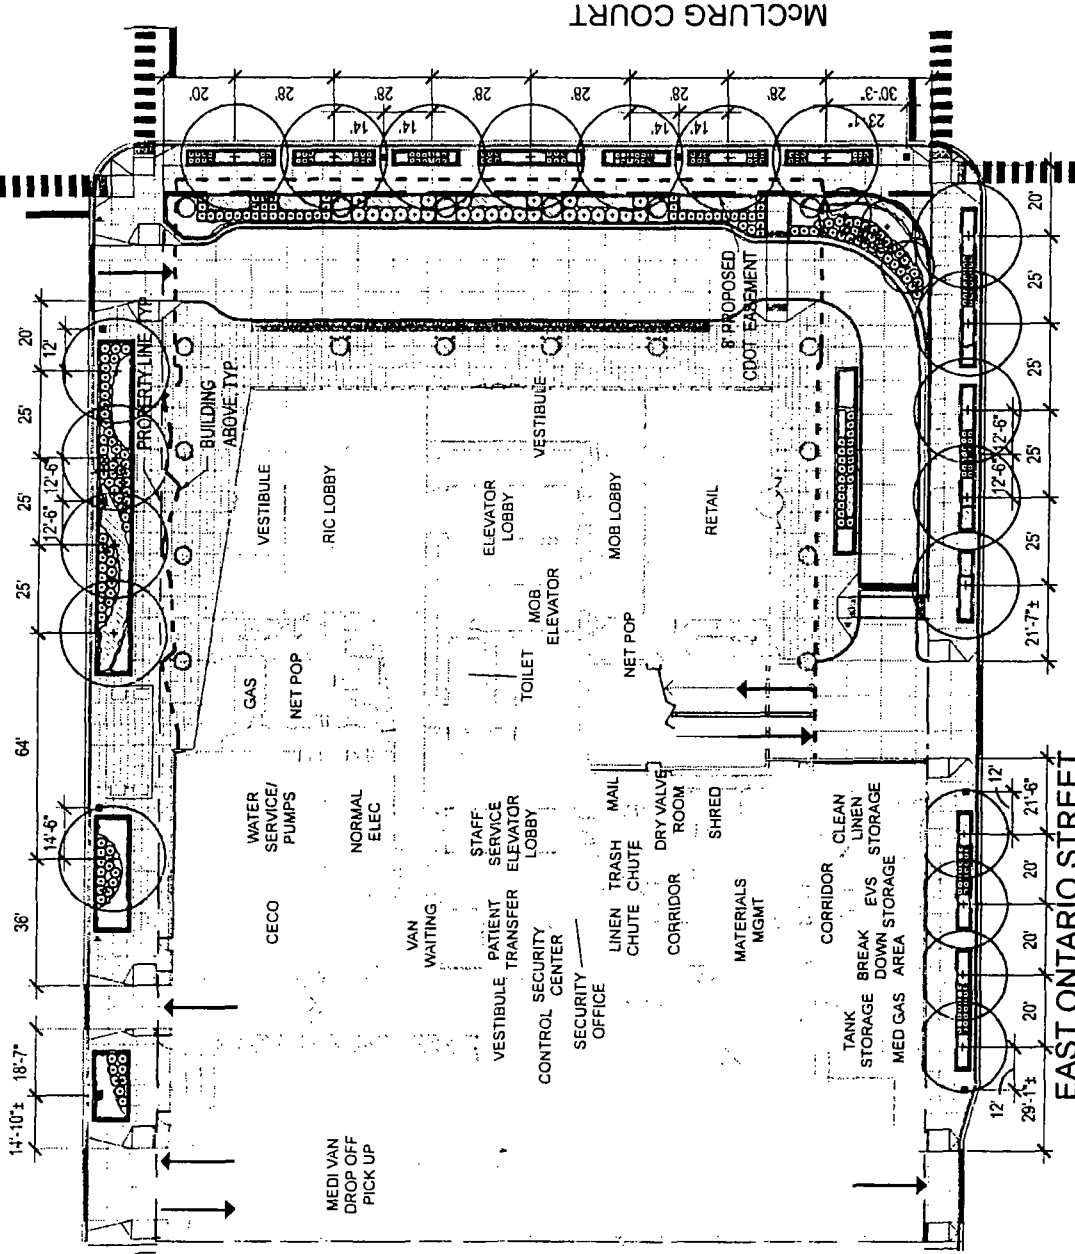 McCLURG COURT
20'
28'
28'
28'
28'
28'
28'
30'-3"
14'
14'
14'
14'
23'-1"
20'
12'
25'
12'-6"
25'
12'-6"
25'
64'
14'-6"
36'
18'-7"
14'-10"±
PROPERTY LINE TYP
BUILDING
ABOVE, TYP.
8' PROPOSED
CDOT EASEMENT
VESTIBULE
RIC LOBBY
ELEVATOR
LOBBY
VESTIBULE
MOB LOBBY
RETAIL
MOB
ELEVATOR
GAS
NET POP
TOILET
NET POP
WATER
SERVICE/
PUMPS
NORMAL
ELEC
STAFF
SERVICE
ELEVATOR
LOBBY
MAIL
DRY VALVE
ROOM
SHRED
CLEAN
LINEN
STORAGE
CECO
VAN
WAITING
PATIENT
TRANSFER
LINEN
CHUTE
TRASH
CHUTE
CORRIDOR
MATERIALS
MGMT
CORRIDOR
EVS
STORAGE
VESTIBULE
CONTROL
SECURITY
CENTER
SECURITY
OFFICE
BREAK
DOWN
AREA
TANK
STORAGE
MED GAS
MEDI VAN
DROP OFF
PICK UP
20'
25'
25'
12'-6"
12'-6"
25'
25'
21'-7"±
12'
21'-6"
20'
20'
20'
12'
29'-1"±
EAST ONTARIO STREET